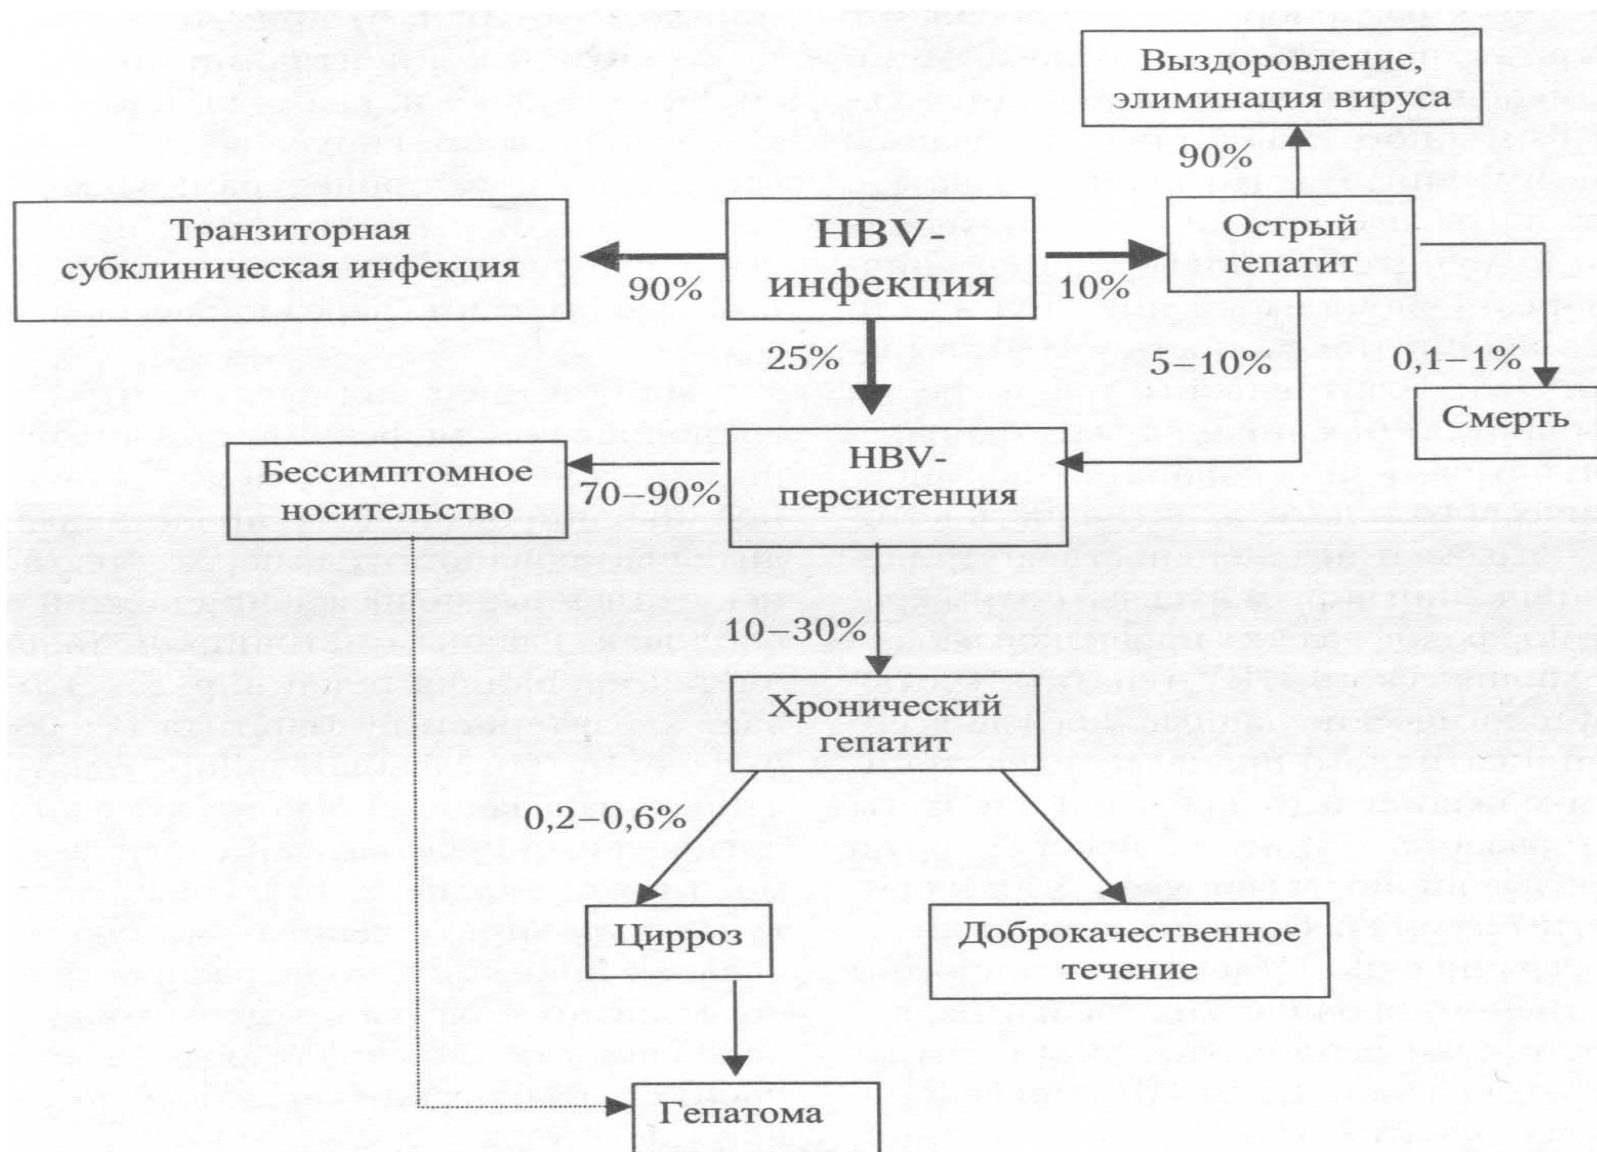 Выздоровление,
элиминация вируса
90%
Транзиторная
субклиническая инфекция
90%
HBV-
инфекция
10%
Острый
гепатит
25%
5–10%
0,1–1%
Смерть
Бессимптомное
носительство
70–90%
HBV-
персистенция
10–30%
Хронический
гепатит
0,2–0,6%
Цирроз
Доброкачественное
течение
Гепатома